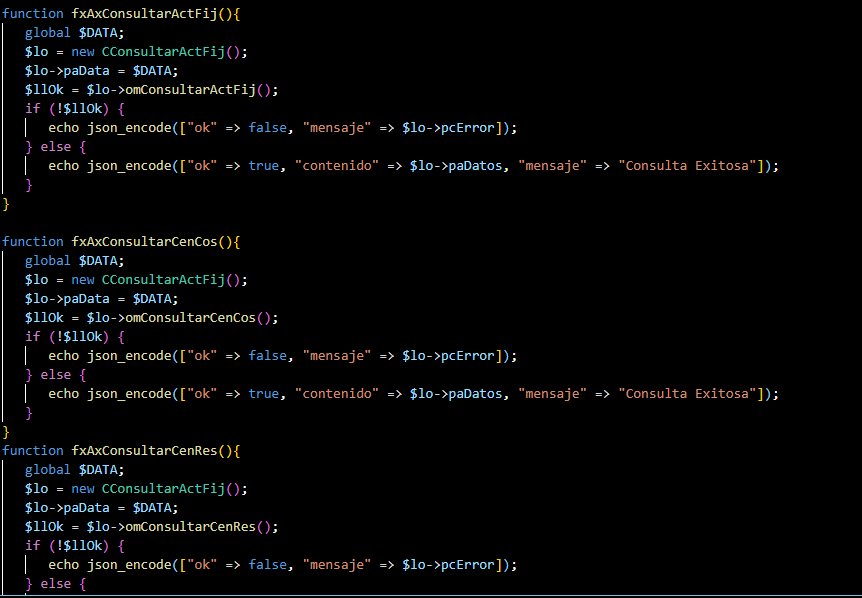 function fxAxConsultarActFij(){
global $DATA;
$lo = new CConsultarActFij();
$lo->paData = $DATA;
$llOk = $lo->omConsultarActFij();
if (!$llOk) {
echo json_encode(["ok" => false, "mensaje" => $lo->pcError]);
} else {
echo json_encode(["ok" => true, "contenido" => $lo->paDatos, "mensaje" => "Consulta Exitosa"]);
}
}
function fxAxConsultarCenCos(){
global $DATA;
$lo = new CConsultarActFij();
$lo->paData = $DATA;
$llOk = $lo->omConsultarCenCos();
if (!$llOk) {
echo json_encode(["ok" => false, "mensaje" => $lo->pcError]);
} else {
echo json_encode(["ok" => true, "contenido" => $lo->paDatos, "mensaje" => "Consulta Exitosa"]);
}
}
function fxAxConsultarCenRes(){
global $DATA;
$lo = new CConsultarActFij();
$lo->paData = $DATA;
$llOk = $lo->omConsultarCenRes();
if (!$llOk) {
echo json_encode(["ok" => false, "mensaje" => $lo->pcError]);
} else {